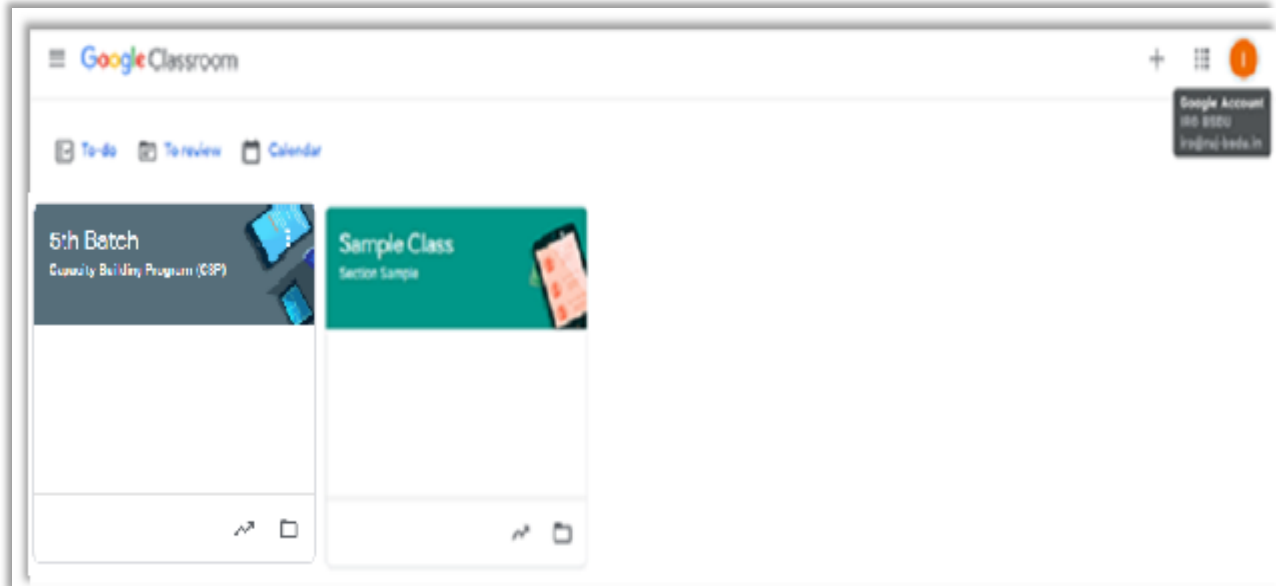 Google Classroom
Google Account
To-do To review Calendar
5th Batch
Capacity Building Program (CBP)
Sample Class
Section Sample